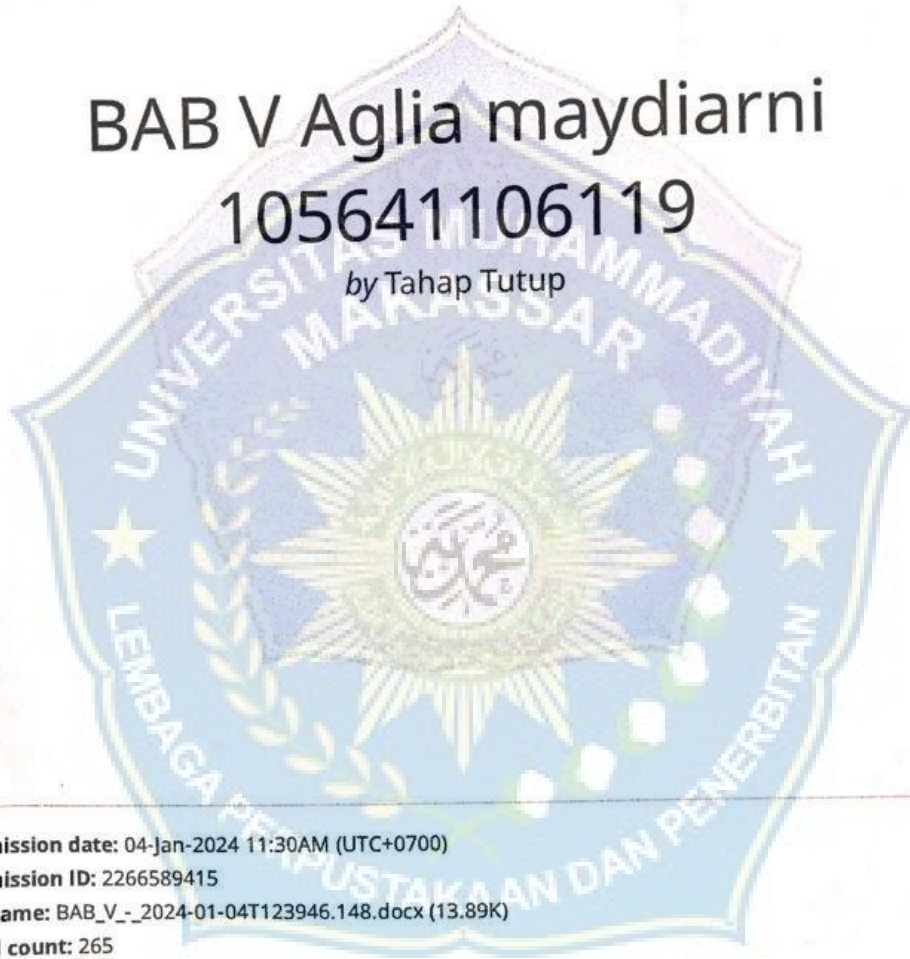 BAB V Aglia maydiarni
105641106119
by Tahap Tutup
UNIVERSITAS MUHAMMADIYAH
MAKASSAR
محمدية
LEMBAGA PERPUSTAKAAN DAN PENERBITAN
ission date: 04-Jan-2024 11:30AM (UTC+0700)
ission ID: 2266589415
ame: BAB_V_-_2024-01-04T123946.148.docx (13.89K)
count: 265